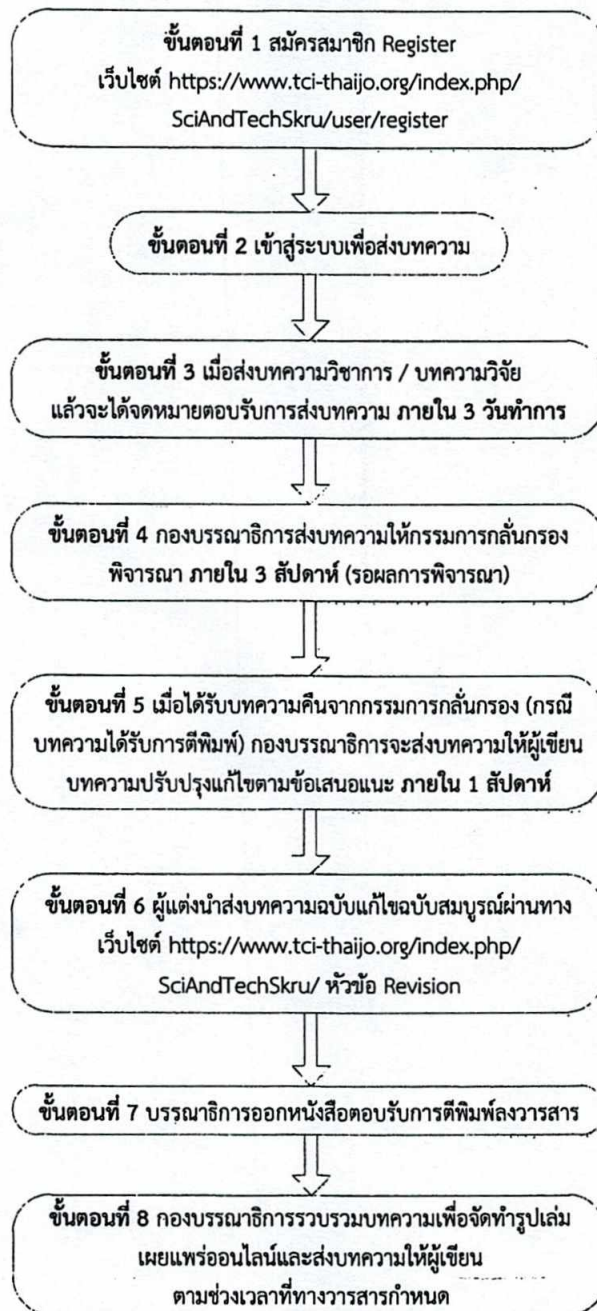 ขั้นตอนที่ 1 สมัครสมาชิก Register
เว็บไซต์ https://www.tci-thaijo.org/index.php/
SciAndTechSkru/user/register
ขั้นตอนที่ 2 เข้าสู่ระบบเพื่อส่งบทความ
ขั้นตอนที่ 3 เมื่อส่งบทความวิชาการ / บทความวิจัย
แล้วจะได้จดหมายตอบรับการส่งบทความ ภายใน 3 วันทำการ
ขั้นตอนที่ 4 กองบรรณาธิการส่งบทความให้กรรมการกลั่นกรอง
พิจารณา ภายใน 3 สัปดาห์ (รอผลการพิจารณา)
ขั้นตอนที่ 5 เมื่อได้รับบทความคืนจากกรรมการกลั่นกรอง (กรณี
บทความได้รับการตีพิมพ์) กองบรรณาธิการจะส่งบทความให้ผู้เขียน
บทความปรับปรุงแก้ไขตามข้อเสนอแนะ ภายใน 1 สัปดาห์
ขั้นตอนที่ 6 ผู้แต่งนำส่งบทความฉบับแก้ไขฉบับสมบูรณ์ผ่านทาง
เว็บไซต์ https://www.tci-thaijo.org/index.php/
SciAndTechSkru/ หัวข้อ Revision
ขั้นตอนที่ 7 บรรณาธิการออกหนังสือตอบรับการตีพิมพ์ลงวารสาร
ขั้นตอนที่ 8 กองบรรณาธิการรวบรวมบทความเพื่อจัดทำรูปเล่ม
เผยแพร่ออนไลน์และส่งบทความให้ผู้เขียน
ตามช่วงเวลาที่ทางวารสารกำหนด